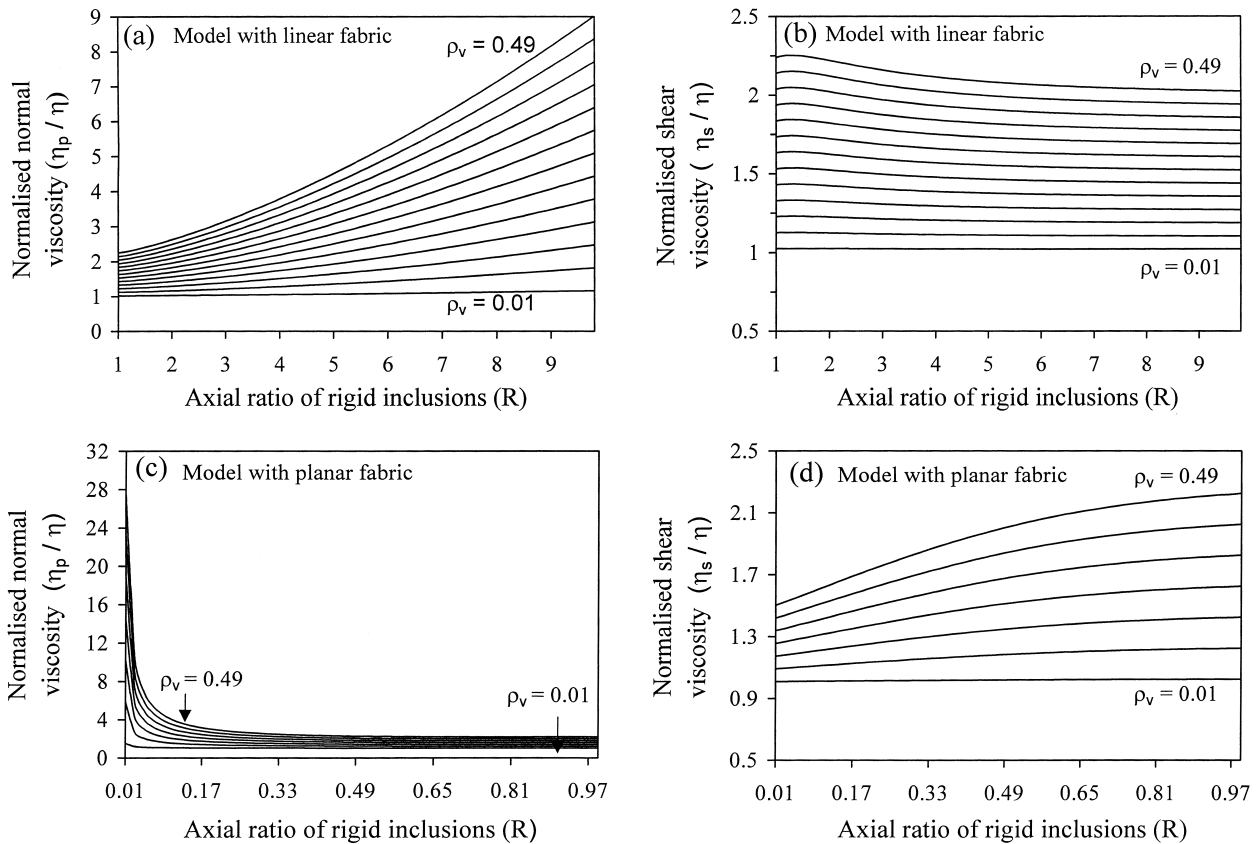 (a) Model with linear fabric
ρv = 0.49
ρv = 0.01
Normalised normal
viscosity (ηp / η)
9
8
7
6
5
4
3
2
1
0
1 2 3 4 5 6 7 8 9
Axial ratio of rigid inclusions (R)
(b) Model with linear fabric
ρv = 0.49
ρv = 0.01
Normalised shear
viscosity ( ηs / η)
2.5
2
1.5
1
0.5
1 2 3 4 5 6 7 8 9
Axial ratio of rigid inclusions (R)
(c) Model with planar fabric
ρv = 0.49
ρv = 0.01
Nornalised normal
viscosity (ηp / η)
32
28
24
20
16
12
8
4
0
0.01 0.17 0.33 0.49 0.65 0.81 0.97
Axial ratio of rigid inclusions (R)
(d) Model with planar fabric
ρv = 0.49
ρv = 0.01
Normalised shear
viscosity (ηs / η)
2.5
2.1
1.7
1.3
0.9
0.5
0.01 0.17 0.33 0.49 0.65 0.81 0.97
Axial ratio of rigid inclusions (R)